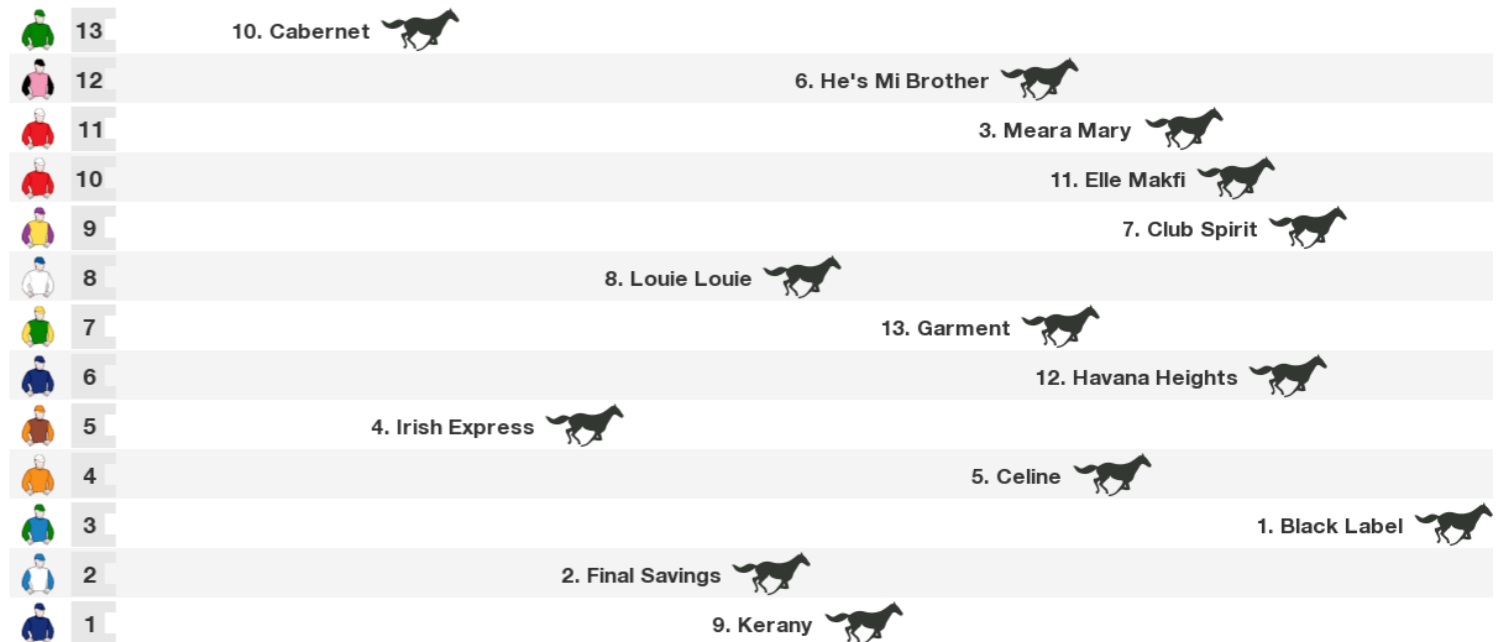 13 10. Cabernet
12 6. He's Mi Brother
11 3. Meara Mary
10 11. Elle Makfi
9 7. Club Spirit
8 8. Louie Louie
7 13. Garment
6 12. Havana Heights
5 4. Irish Express
4 5. Celine
3 1. Black Label
2 2. Final Savings
1 9. Kerany